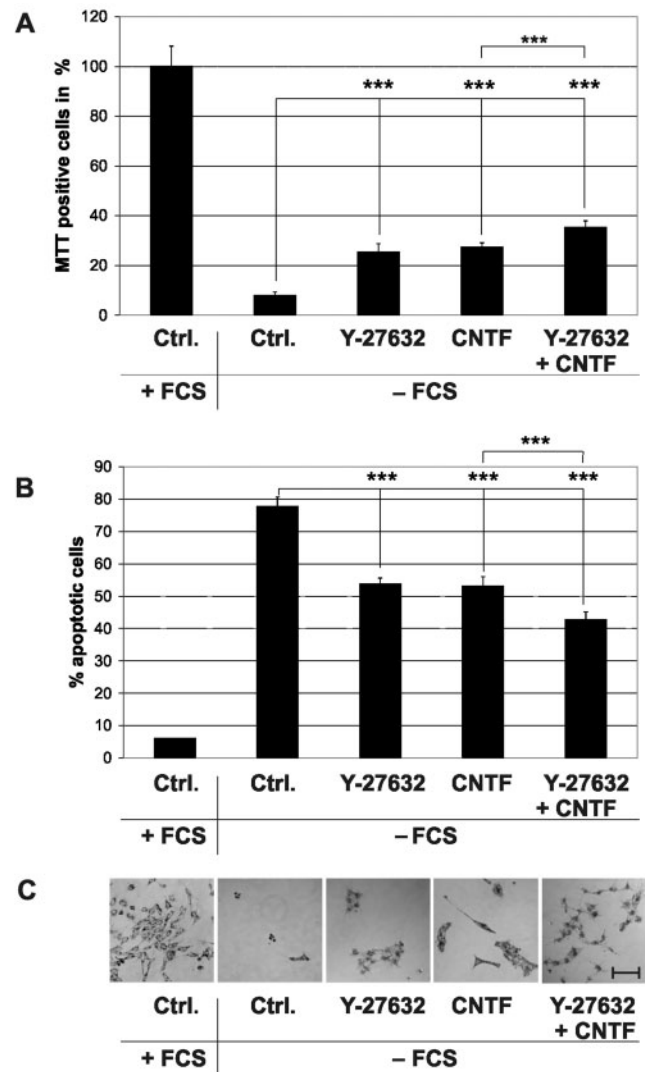 A
MTT positive cells in %
120
100
80
60
40
20
0
***
*** *** ***
Ctrl. Ctrl. Y-27632 CNTF Y-27632
+ CNTF
+ FCS – FCS
B
% apoptotic cells
90
80
70
60
50
40
30
20
10
0
***
*** *** ***
Ctrl. Ctrl. Y-27632 CNTF Y-27632
+ CNTF
+ FCS – FCS
C
Ctrl. Ctrl. Y-27632 CNTF Y-27632
+ CNTF
+ FCS – FCS